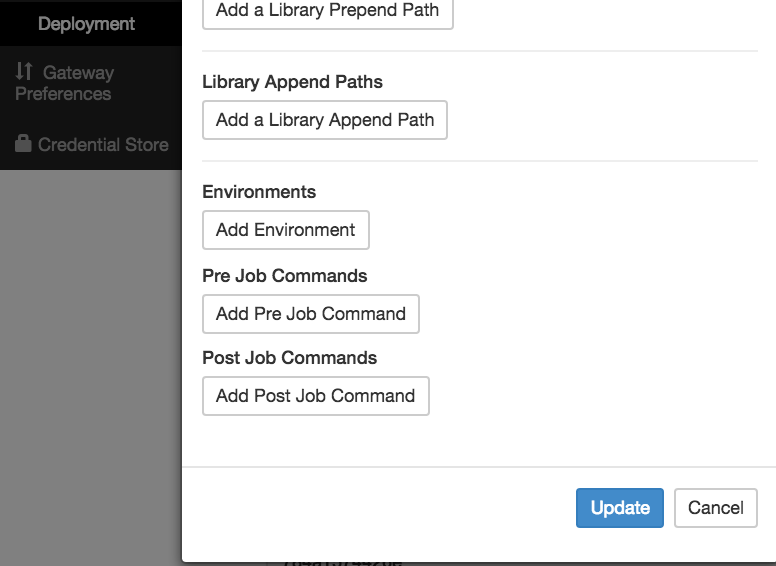 Deployment
Gateway
Preferences
Credential Store
Add a Library Prepend Path
Library Append Paths
Add a Library Append Path
Environments
Add Environment
Pre Job Commands
Add Pre Job Command
Post Job Commands
Add Post Job Command
Update
Cancel